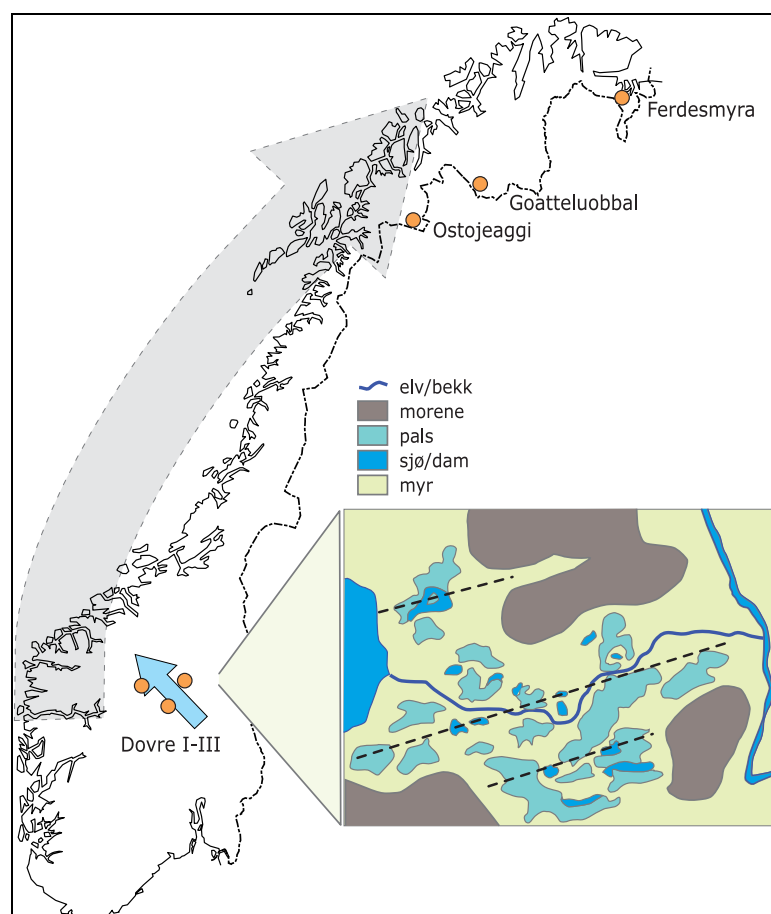 Ferdesmyra
Goatteluobbal
Ostojeaggi
elv/bekk
morene
pals
sjø/dam
myr
Dovre I-III